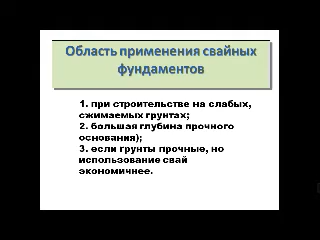 Область применения свайных
фундаментов
1. при строительстве на слабых,
сжимаемых грунтах;
2. большая глубина прочного
основания);
3. если грунты прочные, но
использование свай
экономичнее.